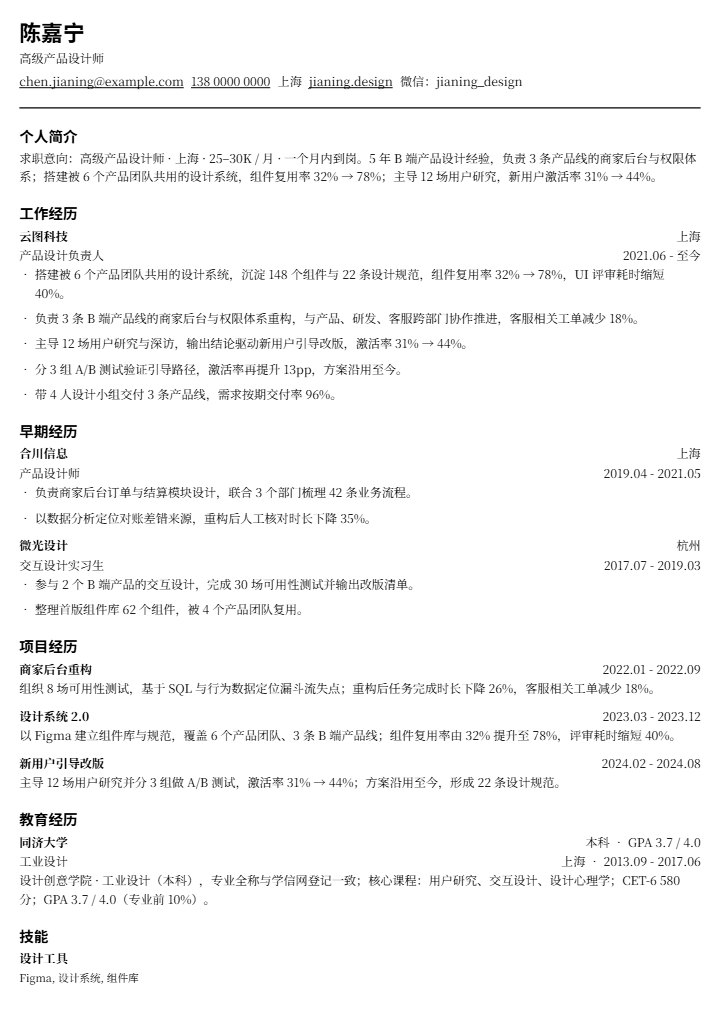 陈嘉宁
高级产品设计师
chen.jianing@example.com 138 0000 0000 上海 jianing.design 微信：jianing_design
个人简介
求职意向：高级产品设计师 · 上海 · 25–30K / 月 · 一个月内到岗。5 年 B 端产品设计经验，负责 3 条产品线的商家后台与权限体
系；搭建被 6 个产品团队共用的设计系统，组件复用率 32% → 78%；主导 12 场用户研究，新用户激活率 31% → 44%。
工作经历
云图科技 上海
产品设计负责人 2021.06 - 至今
· 搭建被 6 个产品团队共用的设计系统，沉淀 148 个组件与 22 条设计规范，组件复用率 32% → 78%，UI 评审耗时缩短
40%。
· 负责 3 条 B 端产品线的商家后台与权限体系重构，与产品、研发、客服跨部门协作推进，客服相关工单减少 18%。
· 主导 12 场用户研究与深访，输出结论驱动新用户引导改版，激活率 31% → 44%。
· 分 3 组 A/B 测试验证引导路径，激活率再提升 13pp，方案沿用至今。
· 带 4 人设计小组交付 3 条产品线，需求按期交付率 96%。
早期经历
合川信息 上海
产品设计师 2019.04 - 2021.05
· 负责商家后台订单与结算模块设计，联合 3 个部门梳理 42 条业务流程。
· 以数据分析定位对账差错来源，重构后人工核对时长下降 35%。
微光设计 杭州
交互设计实习生 2017.07 - 2019.03
· 参与 2 个 B 端产品的交互设计，完成 30 场可用性测试并输出改版清单。
· 整理首版组件库 62 个组件，被 4 个产品团队复用。
项目经历
商家后台重构 2022.01 - 2022.09
组织 8 场可用性测试，基于 SQL 与行为数据定位漏斗流失点；重构后任务完成时长下降 26%，客服相关工单减少 18%。
设计系统 2.0 2023.03 - 2023.12
以 Figma 建立组件库与规范，覆盖 6 个产品团队、3 条 B 端产品线；组件复用率由 32% 提升至 78%，评审耗时缩短 40%。
新用户引导改版 2024.02 - 2024.08
主导 12 场用户研究并分 3 组做 A/B 测试，激活率 31% → 44%；方案沿用至今，形成 22 条设计规范。
教育经历
同济大学 本科 · GPA 3.7 / 4.0
工业设计 上海 · 2013.09 - 2017.06
设计创意学院 · 工业设计（本科），专业全称与学信网登记一致；核心课程：用户研究、交互设计、设计心理学；CET-6 580
分；GPA 3.7 / 4.0（专业前 10%）。
技能
设计工具
Figma, 设计系统, 组件库